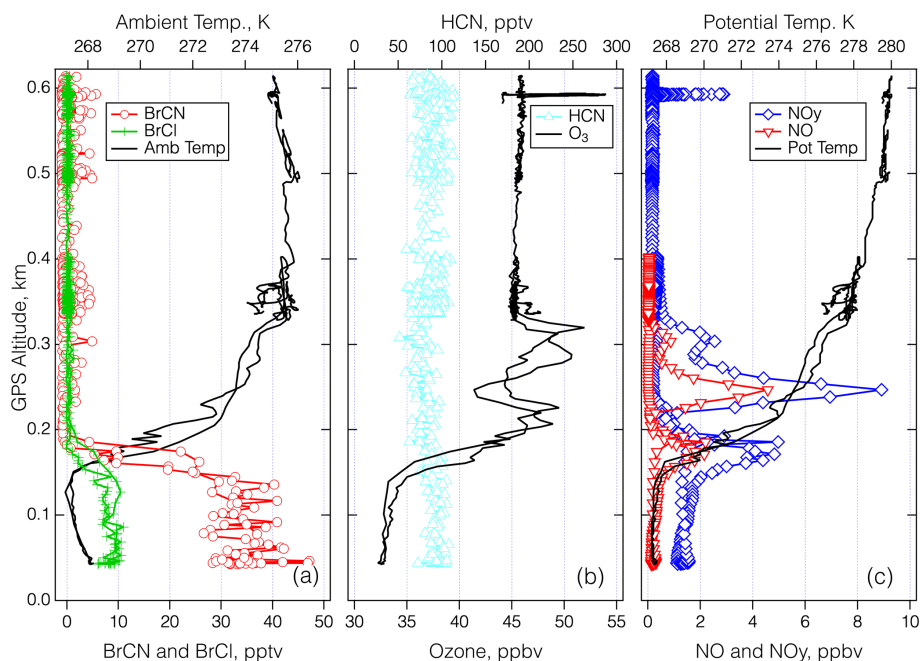 Ambient Temp., K
HCN, pptv
Potential Temp. K
268 270 272 274 276
0 50 100 150 200 250 300
268 270 271 272 274 276 278 280
0.6
0.5
0.4
0.3
0.2
0.1
0.0
GPS Altitude, km
BrCN
BrCl
Amb Temp
HCN
O3
NOy
NO
Pot Temp
(a)
(b)
(c)
0 10 20 30 40 50
30 35 40 45 50 55
0 2 4 6 8 10
BrCN and BrCl, pptv
Ozone, ppbv
NO and NOy, ppbv